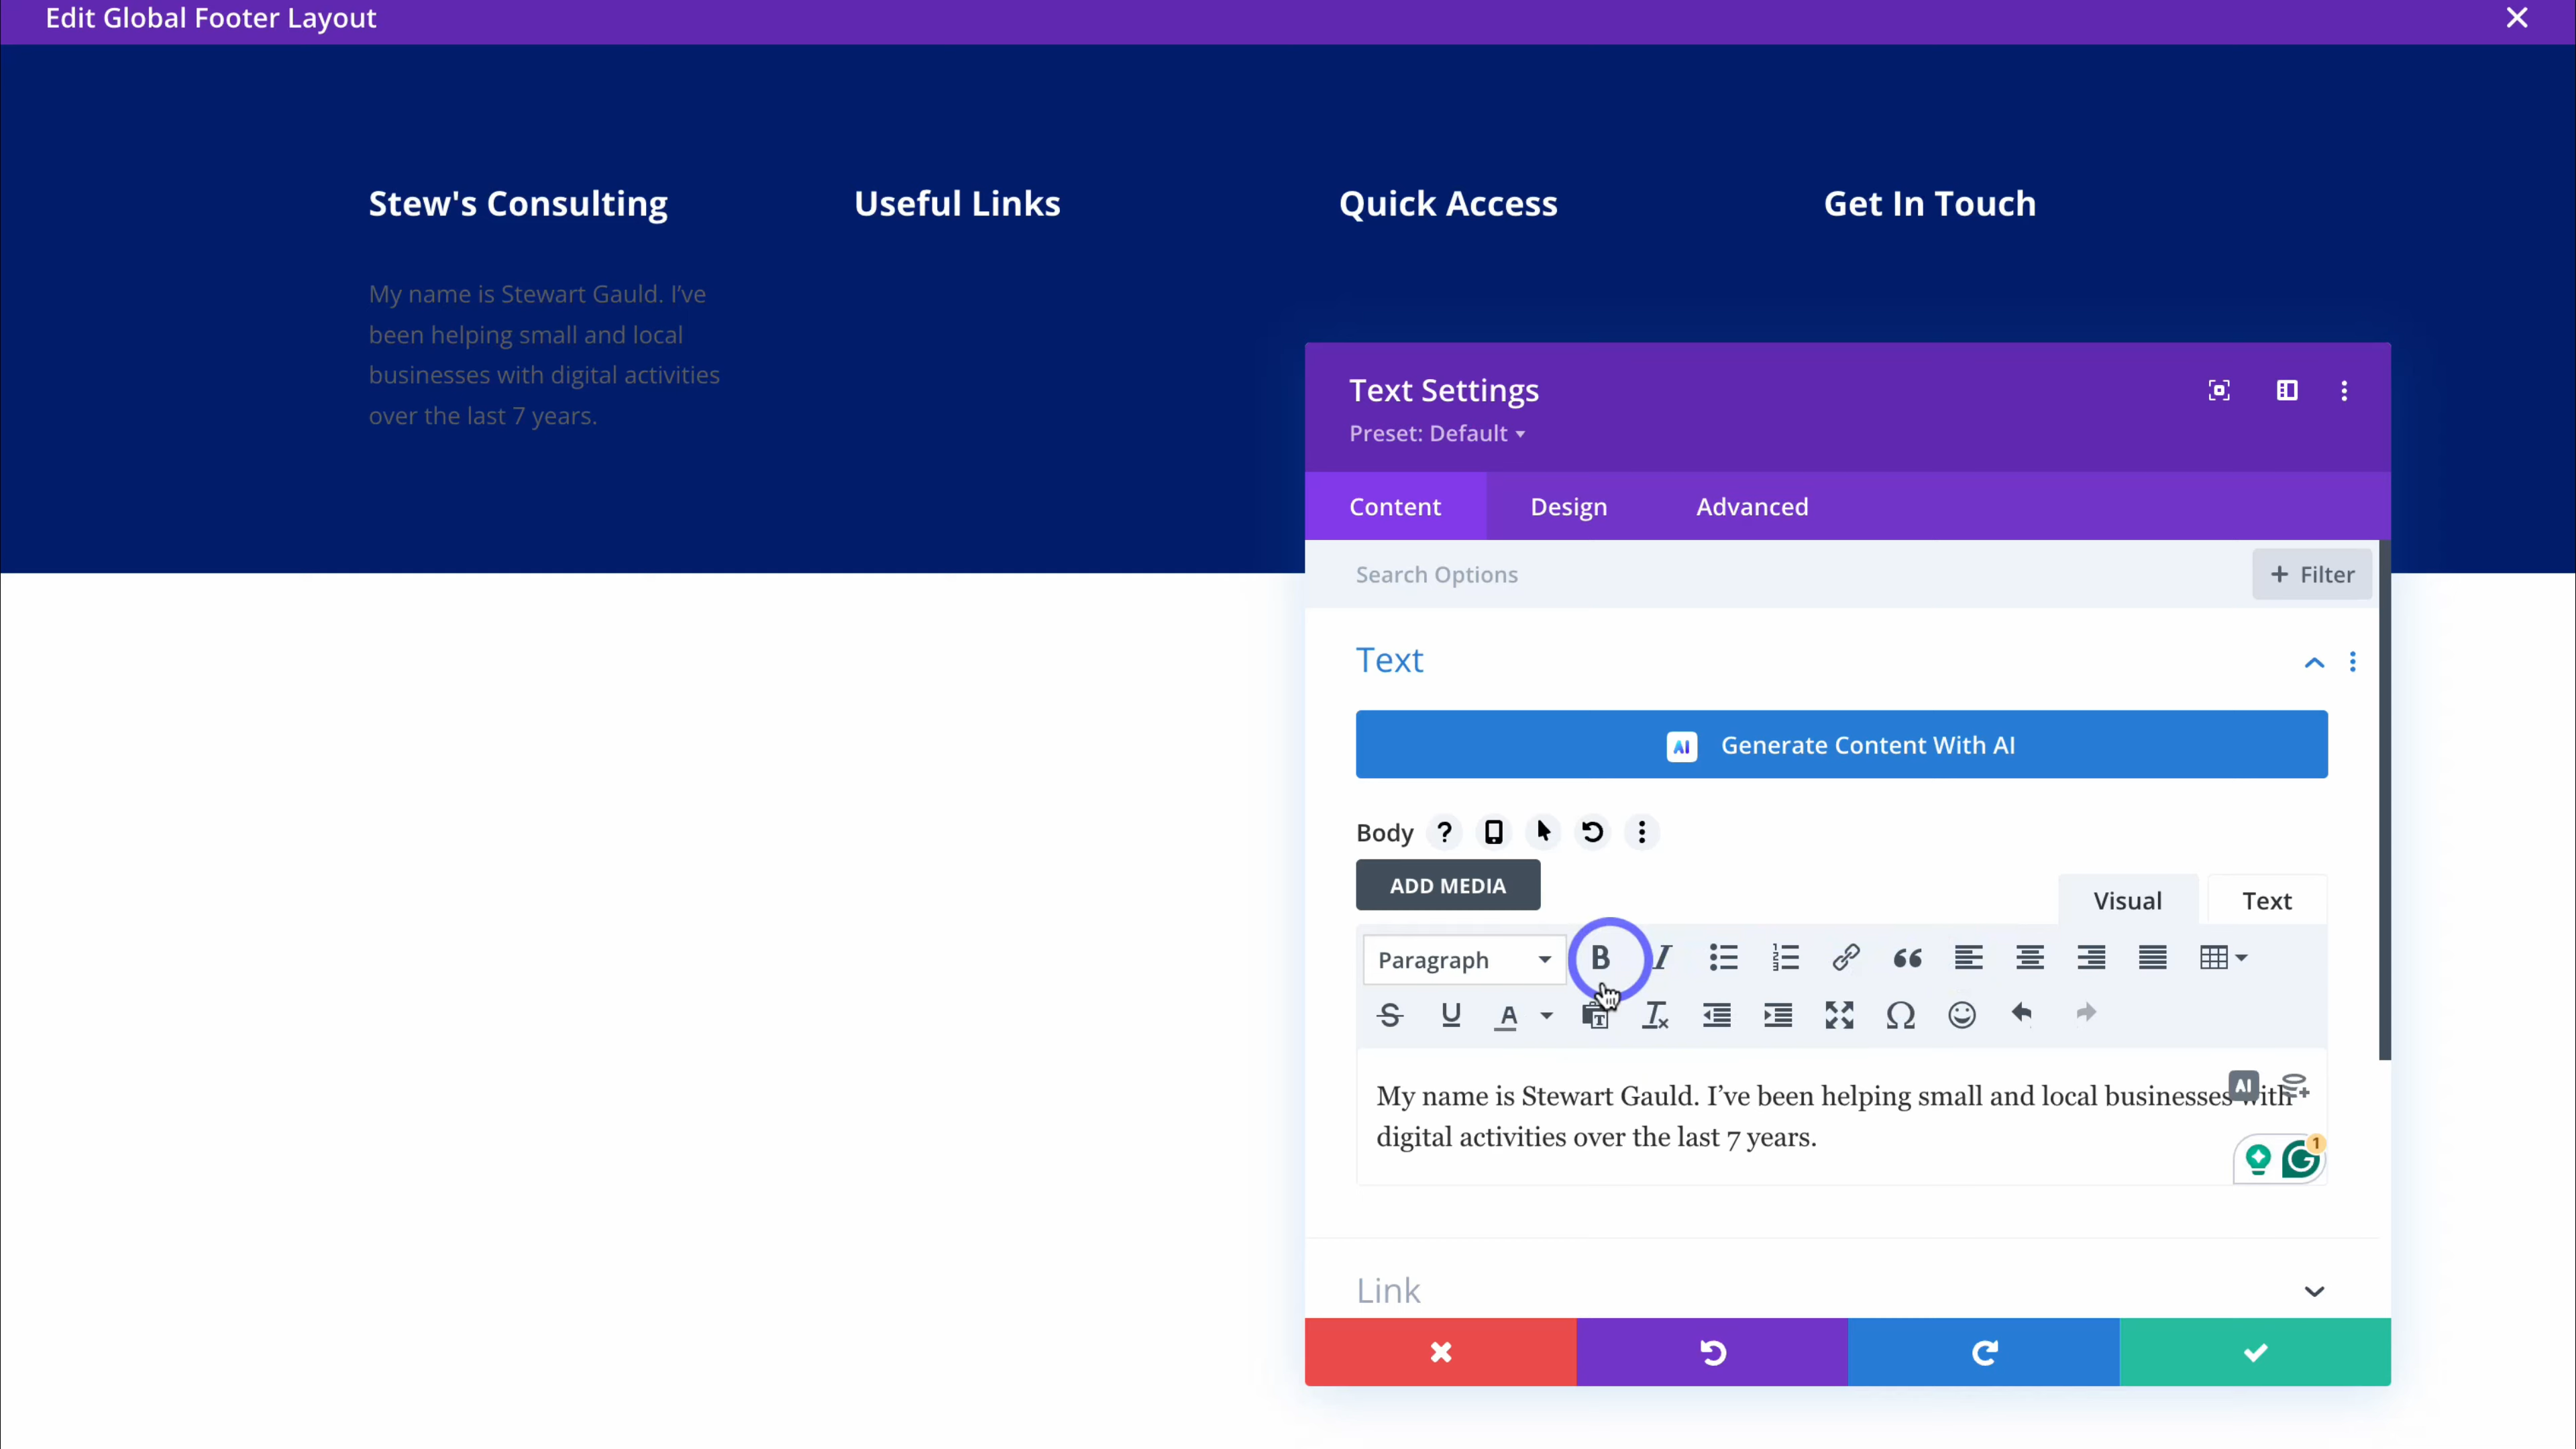 Edit Global Footer Layout
Stew's Consulting
Useful Links
Quick Access
Get In Touch
My name is Stewart Gauld. I’ve
been helping small and local
businesses with digital activities
over the last 7 years.
Text Settings
Preset: Default
Content
Design
Advanced
Search Options
+ Filter
Text
AI Generate Content With AI
Body ?
ADD MEDIA
Visual
Text
Paragraph
B
I
S
U
A
My name is Stewart Gauld. I’ve been helping small and local businesses with
AI
digital activities over the last 7 years.
G 1
Link